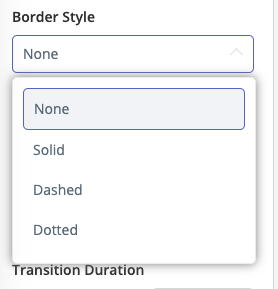 Border Style
None
None
Solid
Dashed
Dotted
Transition Duration